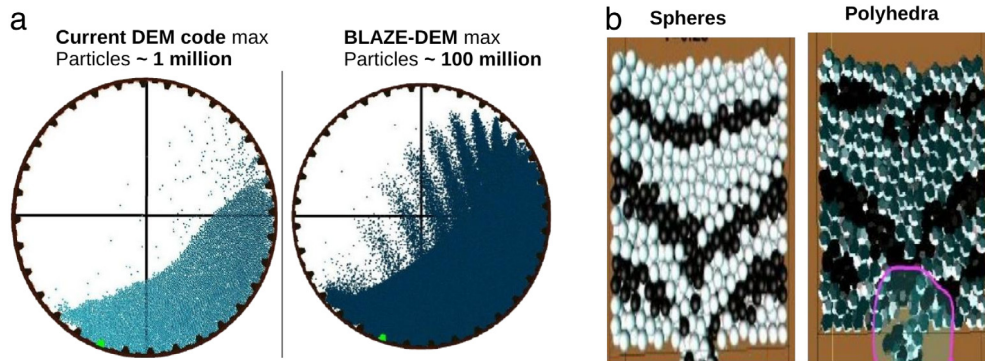 a
Current DEM code max
Particles ~ 1 million
BLAZE-DEM max
Particles ~ 100 million
b
Spheres
Polyhedra